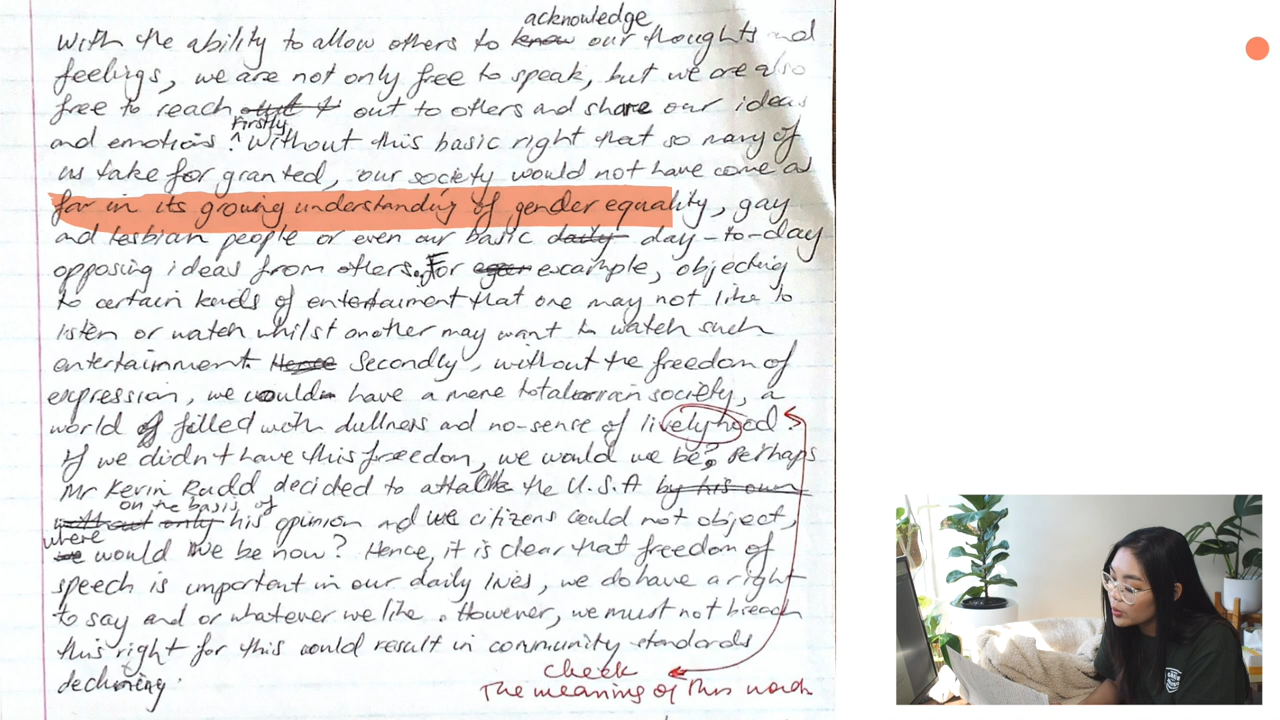 acknowledge
With the ability to allow others to know our thoughts and
feelings, we are not only free to speak, but we are also
free to reach out to others and share our ideas
Firstly,
and emotions. ^ Without this basic right that so many of
us take for granted, our society would not have come as
far in its growing understanding of gender equality, gay
and lesbian people or even our basic daily day-to-day
opposing ideas from others. For example, objecting
to certain kinds of entertaiment that one may not like to
listen or watch whilst another may want to watch such
entertainment. Hence Secondly, without the freedom of
expression, we would have a mere society, a
world of filled with dullness and no-sense of livelyhood.
If we didn't have this freedom, we would we be? Perhaps
Mr Kevin Rudd decided to attack the U.S.A by his own
on the basis of
without only his opinion and we citizens could not object,
where
we would we be now? Hence, it is clear that freedom of
speech is important in our daily lives, we do have a right
to say and or whatever we like. However, we must not breach
this right for this would result in community standards
declining.
check
The meaning of this word